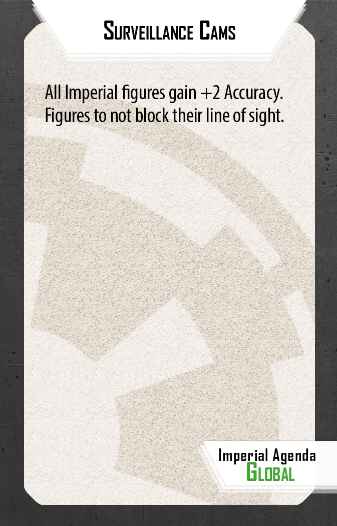 Surveillance Cams
All Imperial figures gain +2 Accuracy.
Figures to not block their line of sight.
Imperial Agenda
Global